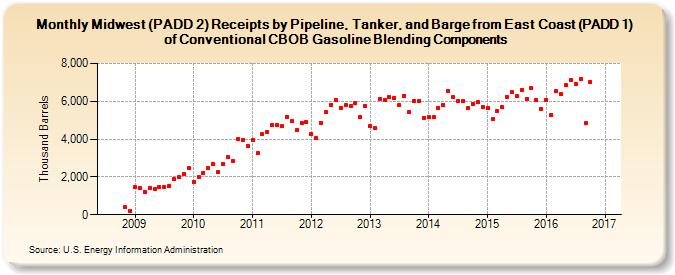 Monthly Midwest (PADD 2) Receipts by Pipeline, Tanker, and Barge from East Coast (PADD 1)
of Conventional CBOB Gasoline Blending Components
Thousand Barrels
8,000
6,000
4,000
2,000
0
2009 2010 2011 2012 2013 2014 2015 2016 2017
Source: U.S. Energy Information Administration